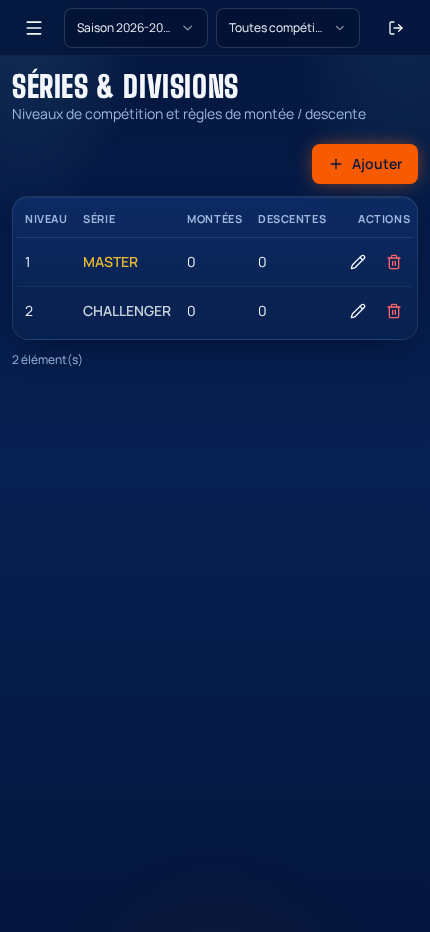 Saison 2026-20... Toutes compéti...
SÉRIES & DIVISIONS
Niveaux de compétition et règles de montée / descente
Ajouter
NIVEAU SÉRIE MONTÉES DESCENTES ACTIONS
1 MASTER 0 0
2 CHALLENGER 0 0
2 élément(s)